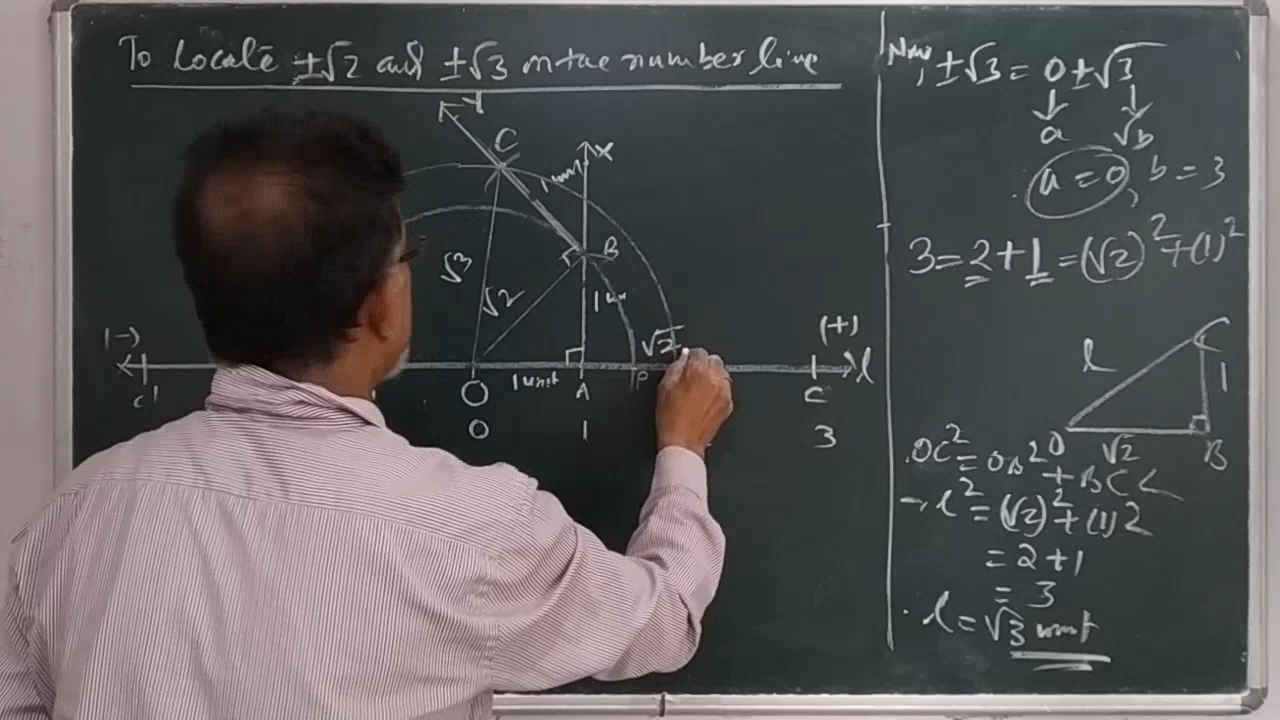 To Locate ±√2 and ±√3 on the number line
Y
C
X
1 unit
B
√3
√2
1 un
(-)
√2
(+)
C'
1 unit
P
l
O
A
C
0
1
3
Now, ±√3 = 0±√3
a √b
a = 0, b = 3
3 = 2 + 1 = (√2)² + (1)²
C
l
1
O √2 B
OC² = OB² + BC²
l² = (√2)² + (1)2
= 2 + 1
= 3
l = √3 unit